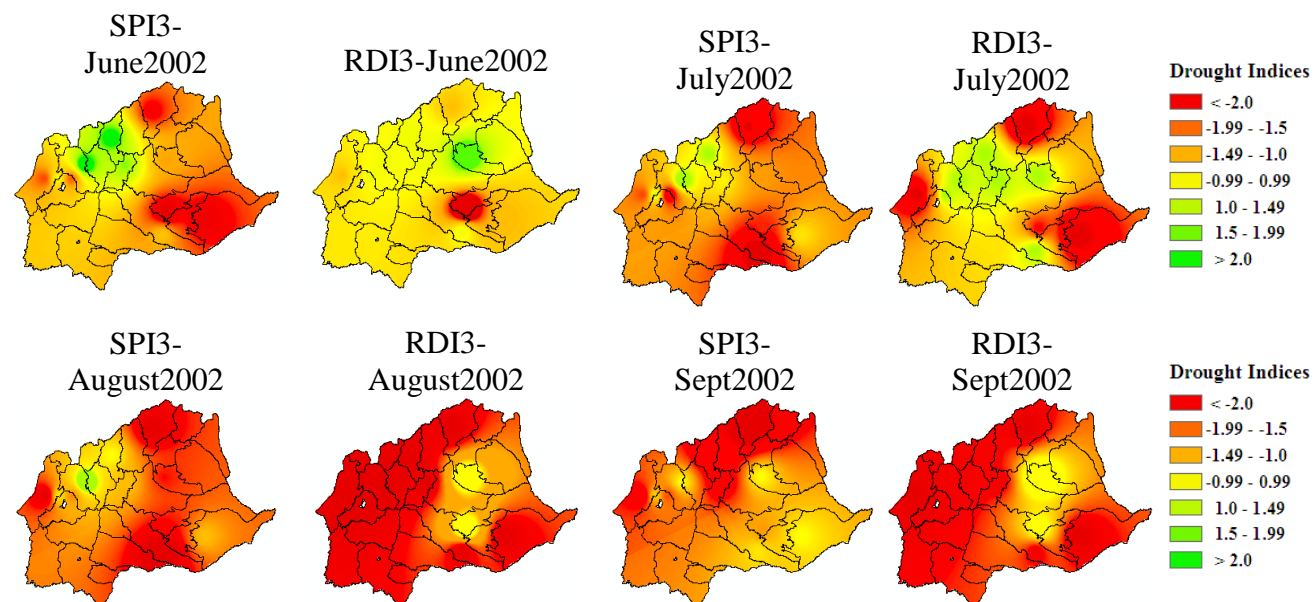 SPI3-
June2002
RDI3-June2002
SPI3-
July2002
RDI3-
July2002
Drought Indices
< -2.0
-1.99 - -1.5
-1.49 - -1.0
-0.99 - 0.99
1.0 - 1.49
1.5 - 1.99
> 2.0
SPI3-
August2002
RDI3-
August2002
SPI3-
Sept2002
RDI3-
Sept2002
Drought Indices
< -2.0
-1.99 - -1.5
-1.49 - -1.0
-0.99 - 0.99
1.0 - 1.49
1.5 - 1.99
> 2.0